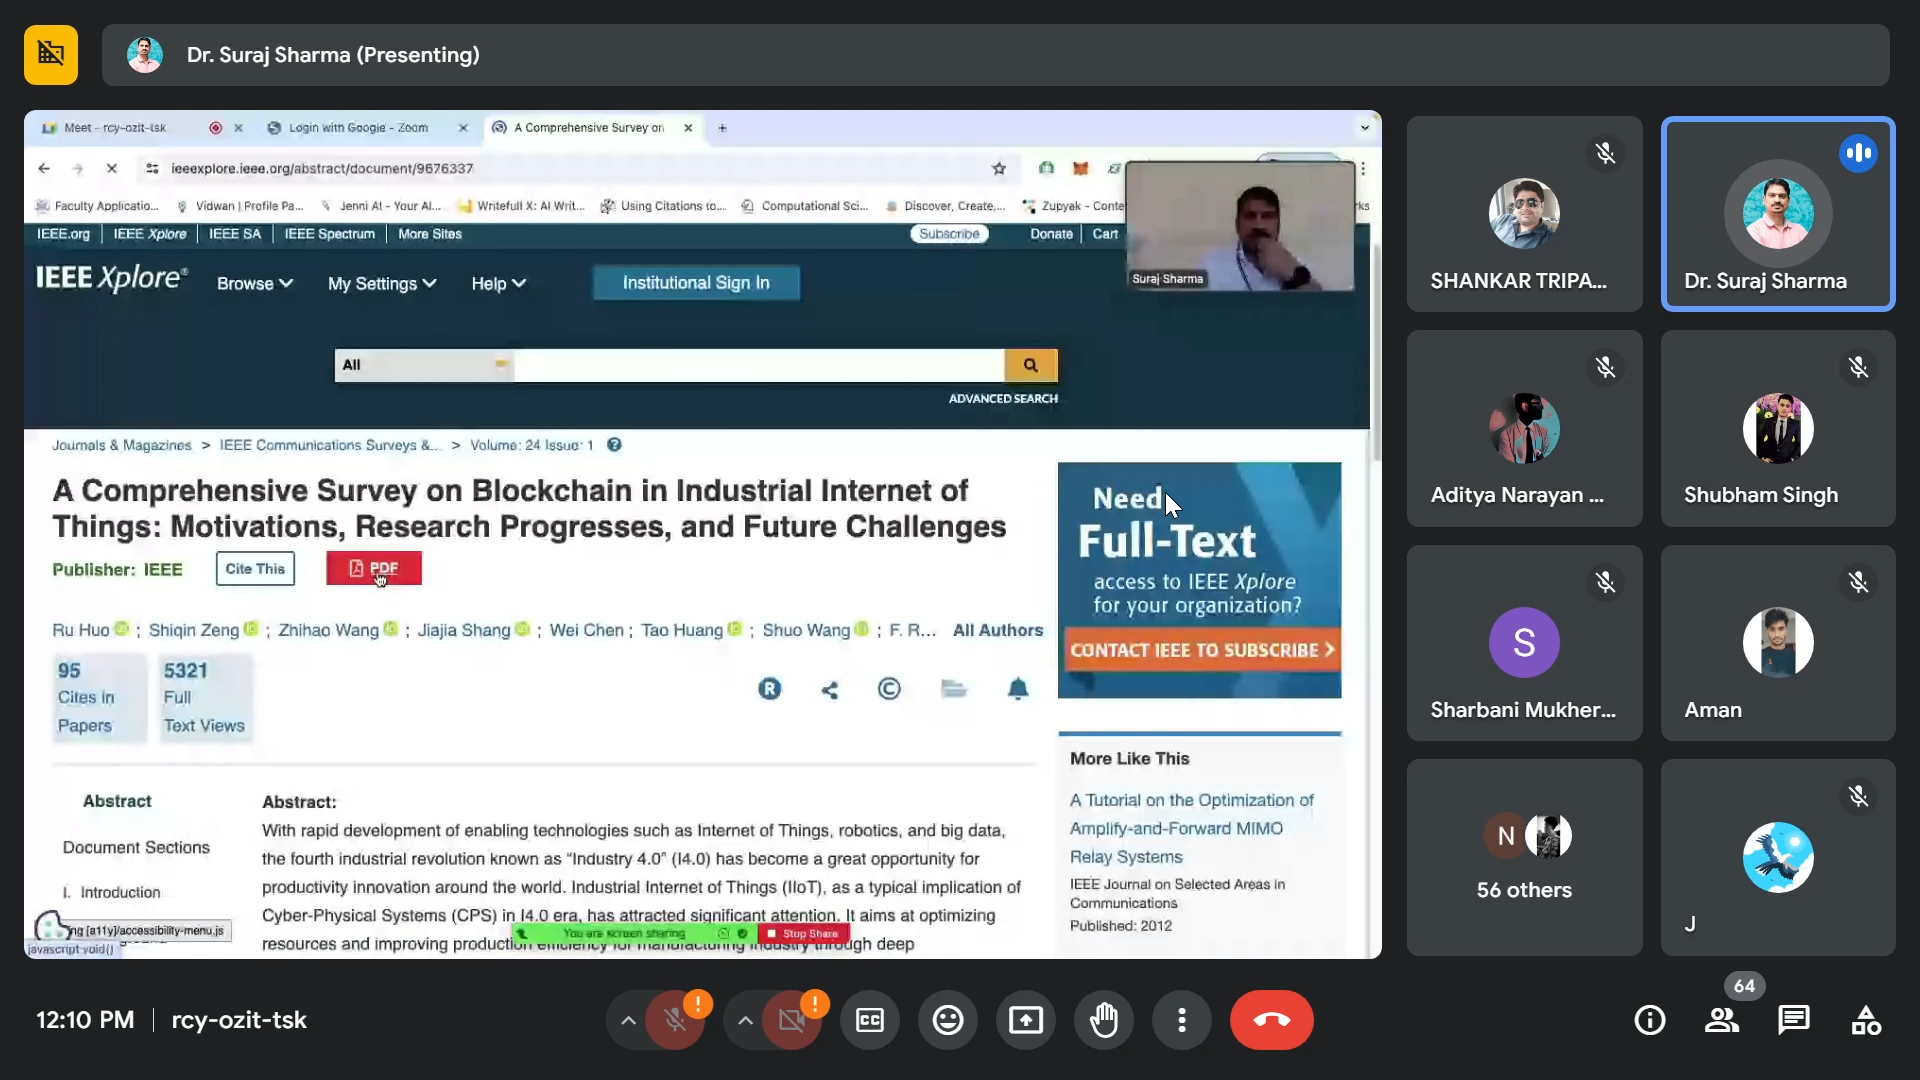 Dr. Suraj Sharma (Presenting)
Meet - rcy-ozit-tsk
Login with Google - Zoom
A Comprehensive Survey on
ieeexplore.ieee.org/abstract/document/9676337
Faculty Applicatio...
Vidwan | Profile Pa...
Jenni AI - Your AI...
Writefull X: AI Writ...
Using Citations to...
Computational Sci...
Discover, Create,...
Zupyak - Conte
IEEE.org
IEEE Xplore
IEEE SA
IEEE Spectrum
More Sites
Subscribe
Donate
Cart
Suraj Sharma
IEEE Xplore®
Browse
My Settings
Help
Institutional Sign In
All
ADVANCED SEARCH
Journals & Magazines > IEEE Communications Surveys &... > Volume: 24 Issue: 1
A Comprehensive Survey on Blockchain in Industrial Internet of
Things: Motivations, Research Progresses, and Future Challenges
Publisher: IEEE
Cite This
PDF
Ru Huo ; Shiqin Zeng ; Zhihao Wang ; Jiajia Shang ; Wei Chen ; Tao Huang ; Shuo Wang ; F. R... All Authors
95
Cites in
Papers
5321
Full
Text Views
Need
Full-Text
access to IEEE Xplore
for your organization?
CONTACT IEEE TO SUBSCRIBE >
More Like This
A Tutorial on the Optimization of
Amplify-and-Forward MIMO
Relay Systems
IEEE Journal on Selected Areas in
Communications
Published: 2012
Abstract
Document Sections
I. Introduction
Abstract:
With rapid development of enabling technologies such as Internet of Things, robotics, and big data,
the fourth industrial revolution known as “Industry 4.0” (I4.0) has become a great opportunity for
productivity innovation around the world. Industrial Internet of Things (IIoT), as a typical implication of
Cyber-Physical Systems (CPS) in I4.0 era, has attracted significant attention. It aims at optimizing
resources and improving production efficiency for manufacturing industry through deep
[a11y]/accessibility-menu.js
javascript void()
You are screen sharing
Stop Share
SHANKAR TRIPA...
Dr. Suraj Sharma
Aditya Narayan ...
Shubham Singh
S
Sharbani Mukher...
Aman
N
56 others
J
12:10 PM
rcy-ozit-tsk
CC
64